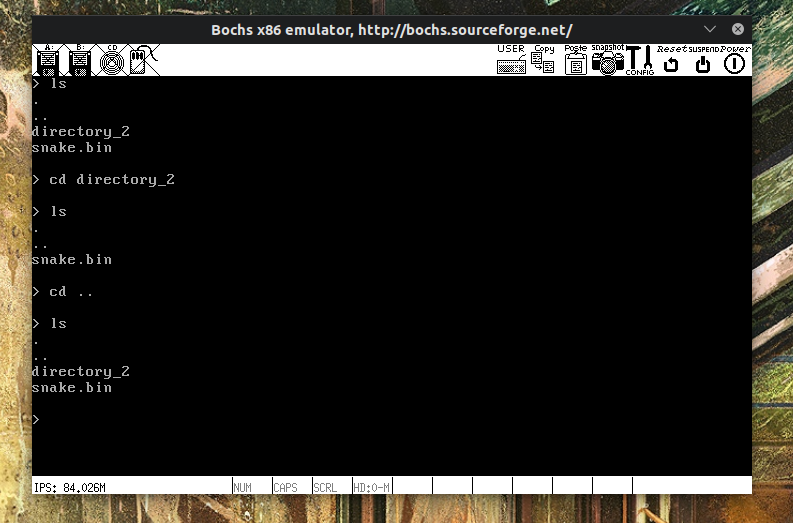 Bochs x86 emulator, http://bochs.sourceforge.net/
A: B: CD USER Copy Paste snapshot CONFIG Reset SUSPEND Power
> ls
.
..
directory_2
snake.bin
> cd directory_2
> ls
.
..
snake.bin
> cd ..
> ls
.
..
directory_2
snake.bin
>
IPS: 84.026M NUM CAPS SCRL HD:0-M